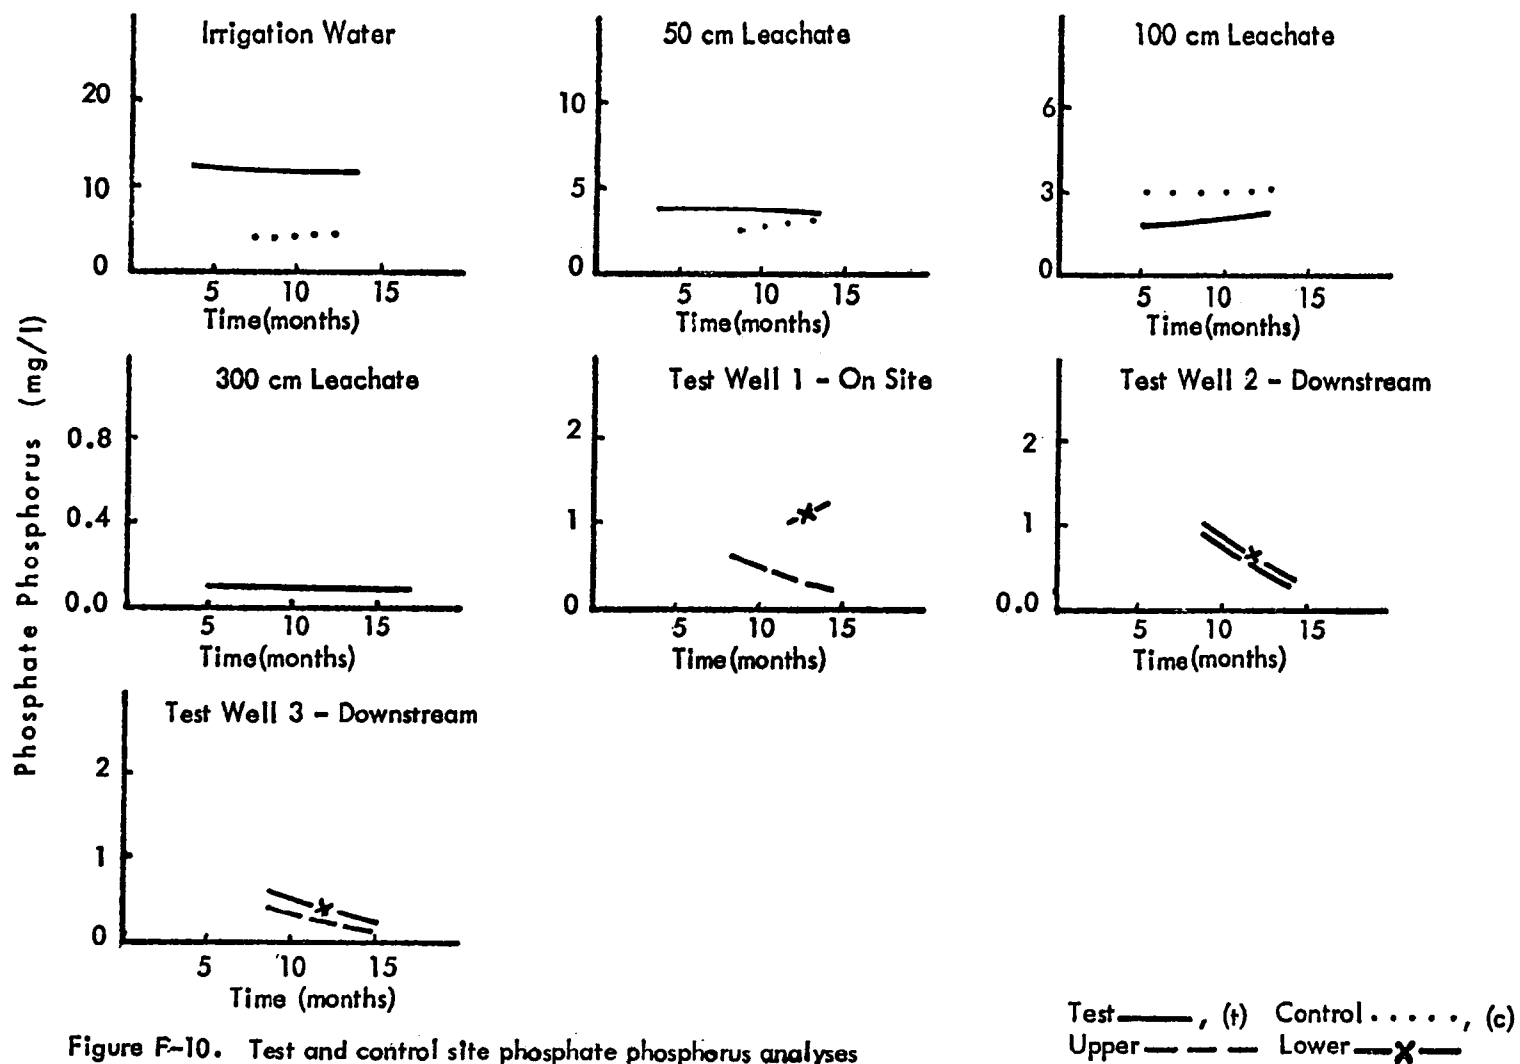 Irrigation Water
20
10
0
5 10 15
Time(months)
50 cm Leachate
10
5
0
5 10 15
Time(months)
100 cm Leachate
6
3
0
5 10 15
Time(months)
Phosphate Phosphorus (mg/l)
300 cm Leachate
0.8
0.4
0.0
5 10 15
Time(months)
Test Well 1 - On Site
2
1
0
5 10 15
Time(months)
Test Well 2 - Downstream
2
1
0.0
5 10 15
Time(months)
Test Well 3 - Downstream
2
1
0
5 10 15
Time (months)
Test, (t) Control . . . . ., (c)
Upper Lower
Figure F-10. Test and control site phosphate phosphorus analyses